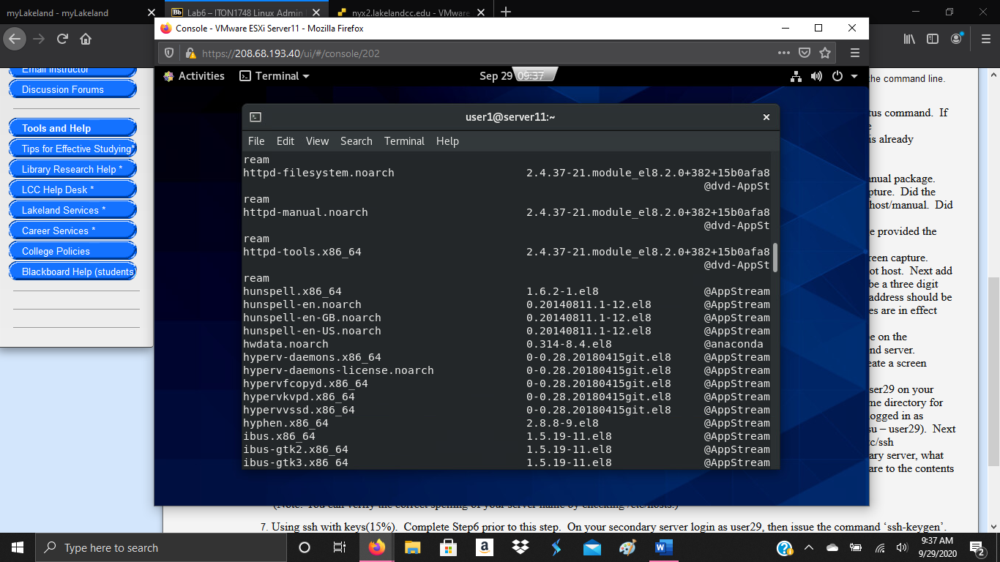 myLakeland - myLakeland
Bb Lab6 – ITON1748 Linux Admin
nyx2.lakelandcc.edu - VMware
Console - VMware ESXi Server11 - Mozilla Firefox
https://208.68.193.40/ui/#/console/202
Activities Terminal Sep 29 09:37
user1@server11:~
File Edit View Search Terminal Help
ream
httpd-filesystem.noarch 2.4.37-21.module_el8.2.0+382+15b0afa8
@dvd-AppSt
ream
httpd-manual.noarch 2.4.37-21.module_el8.2.0+382+15b0afa8
@dvd-AppSt
ream
httpd-tools.x86_64 2.4.37-21.module_el8.2.0+382+15b0afa8
@dvd-AppSt
ream
hunspell.x86_64 1.6.2-1.el8 @AppStream
hunspell-en.noarch 0.20140811.1-12.el8 @AppStream
hunspell-en-GB.noarch 0.20140811.1-12.el8 @AppStream
hunspell-en-US.noarch 0.20140811.1-12.el8 @AppStream
hwdata.noarch 0.314-8.4.el8 @anaconda
hyperv-daemons.x86_64 0-0.28.20180415git.el8 @AppStream
hyperv-daemons-license.noarch 0-0.28.20180415git.el8 @AppStream
hypervfcopyd.x86_64 0-0.28.20180415git.el8 @AppStream
hypervkvpd.x86_64 0-0.28.20180415git.el8 @AppStream
hypervvssd.x86_64 0-0.28.20180415git.el8 @AppStream
hyphen.x86_64 2.8.8-9.el8 @AppStream
ibus.x86_64 1.5.19-11.el8 @AppStream
ibus-gtk2.x86_64 1.5.19-11.el8 @AppStream
ibus-gtk3.x86_64 1.5.19-11.el8 @AppStream
Email Instructor
Discussion Forums
Tools and Help
Tips for Effective Studying*
Library Research Help *
LCC Help Desk *
Lakeland Services *
Career Services *
College Policies
Blackboard Help (students
the command line.
tus command. If
e
is already
anual package.
pture. Did the
host/manual. Did
e provided the
reen capture.
ot host. Next add
be a three digit
address should be
es are in effect
e on the
nd server.
eate a screen
ser29 on your
me directory for
logged in as
su – user29). Next
tc/ssh
ary server, what
are to the contents
(Note: You can verify the correct spelling of your server name by checking /etc/hosts.)
7. Using ssh with keys(15%). Complete Step6 prior to this step. On your secondary server login as user29, then issue the command ‘ssh-keygen’.
Type here to search
9:37 AM
9/29/2020
2